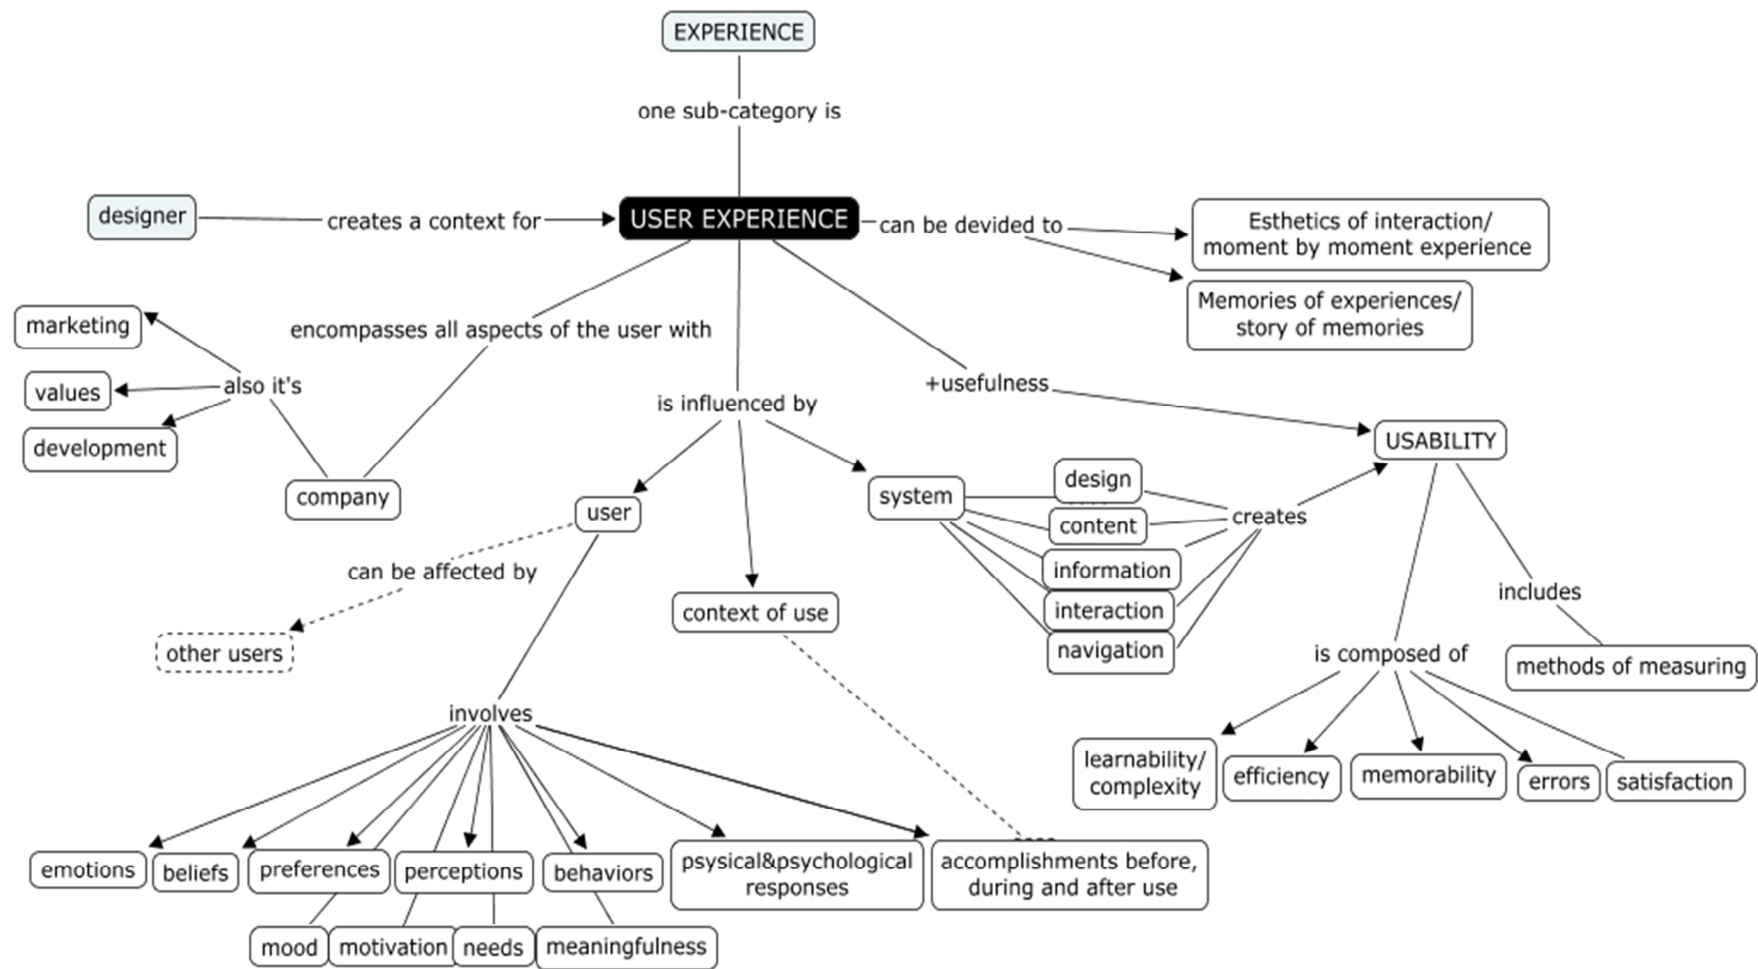 EXPERIENCE
one sub-category is
designer
creates a context for
USER EXPERIENCE
can be devided to
Esthetics of interaction/
moment by moment experience
Memories of experiences/
story of memories
marketing
values
development
also it's
encompasses all aspects of the user with
company
is influenced by
+usefulness
USABILITY
user
system
design
content
information
interaction
navigation
creates
can be affected by
other users
context of use
includes
methods of measuring
is composed of
learnability/
complexity
efficiency
memorability
errors
satisfaction
involves
emotions
beliefs
preferences
perceptions
behaviors
psysical&psychological
responses
accomplishments before,
during and after use
mood
motivation
needs
meaningfulness